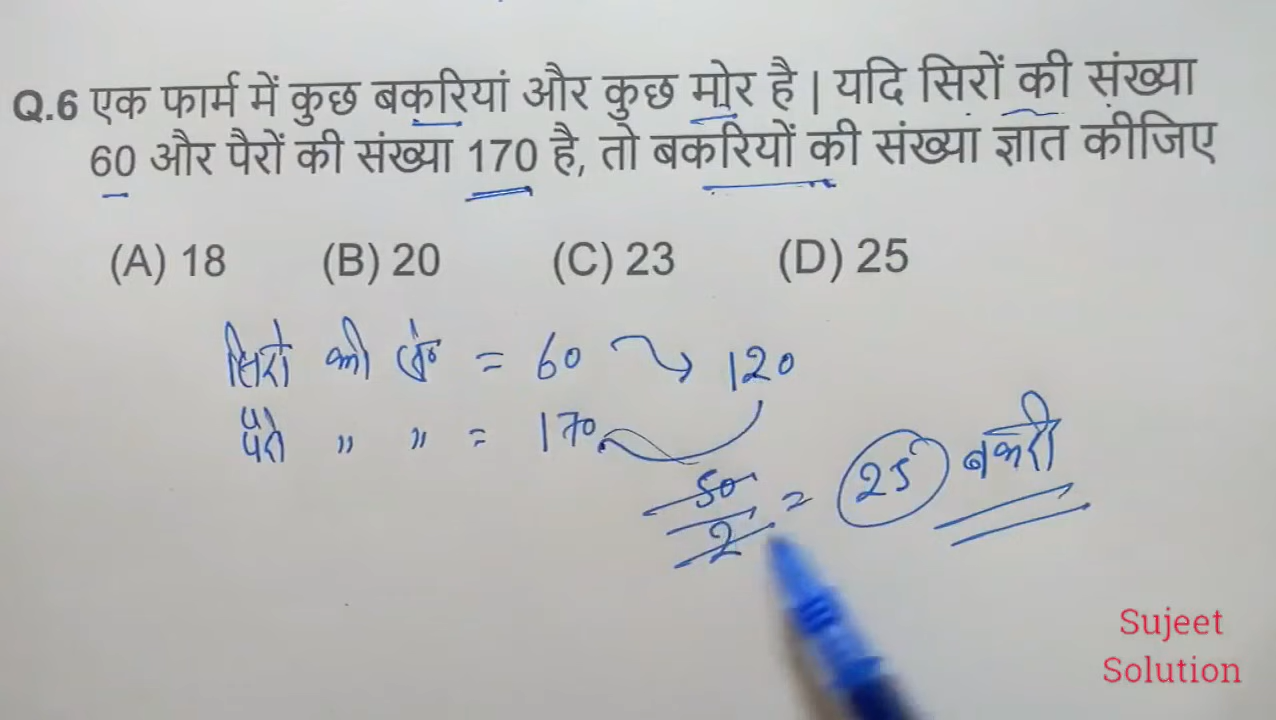 Q.6 एक फार्म में कुछ बकरियां और कुछ मोर है | यदि सिरों की संख्या
60 और पैरों की संख्या 170 है, तो बकरियों की संख्या ज्ञात कीजिए
(A) 18 (B) 20 (C) 23 (D) 25
सिरो की सं॰ = 60 120
पैरो " " = 170
50
2
= 25 बकरी
Sujeet
Solution